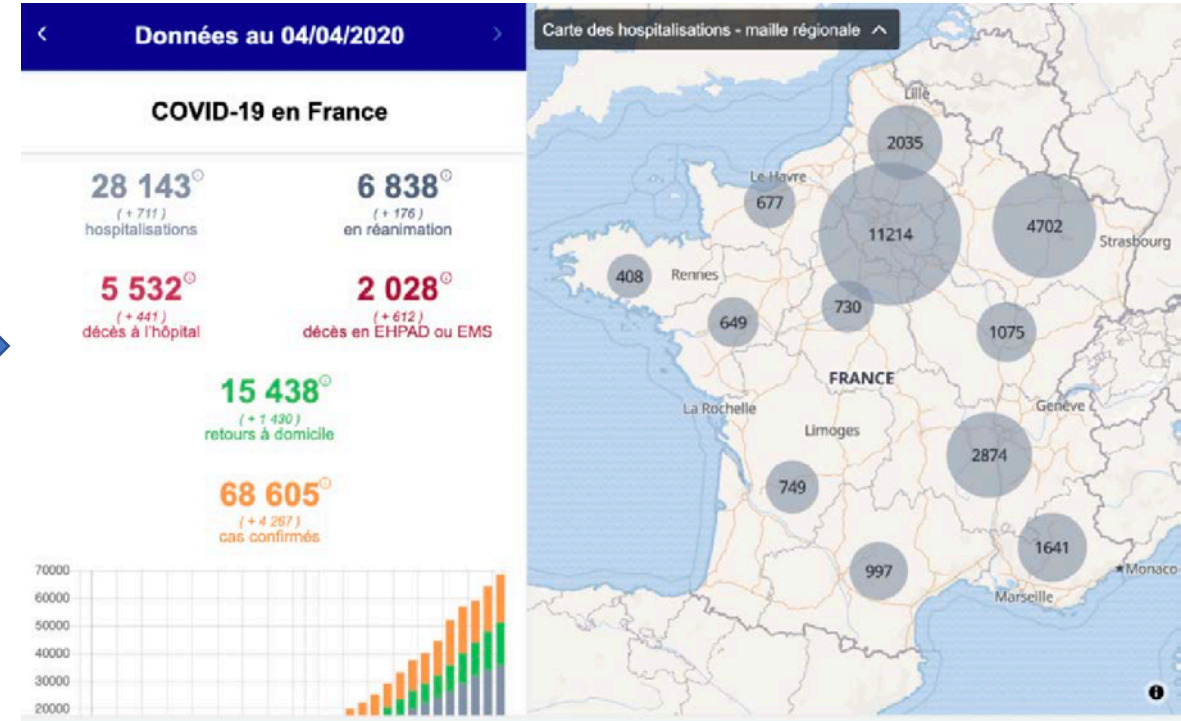 Données au 04/04/2020
COVID-19 en France
28 143
( + 711 )
hospitalisations
6 838
( + 176 )
en réanimation
5 532
( + 441 )
décès à l'hôpital
2 028
( + 612 )
décès en EHPAD ou EMS
15 438
( + 1 430 )
retours à domicile
68 605
( + 4 267 )
cas confirmés
70000
60000
50000
40000
30000
20000
Carte des hospitalisations - maille régionale
Lille
2035
Le Havre
677
11214
4702
Strasbourg
408
Rennes
730
649
1075
FRANCE
La Rochelle
Genève
Limoges
2874
749
1641
997
Monaco
Marseille